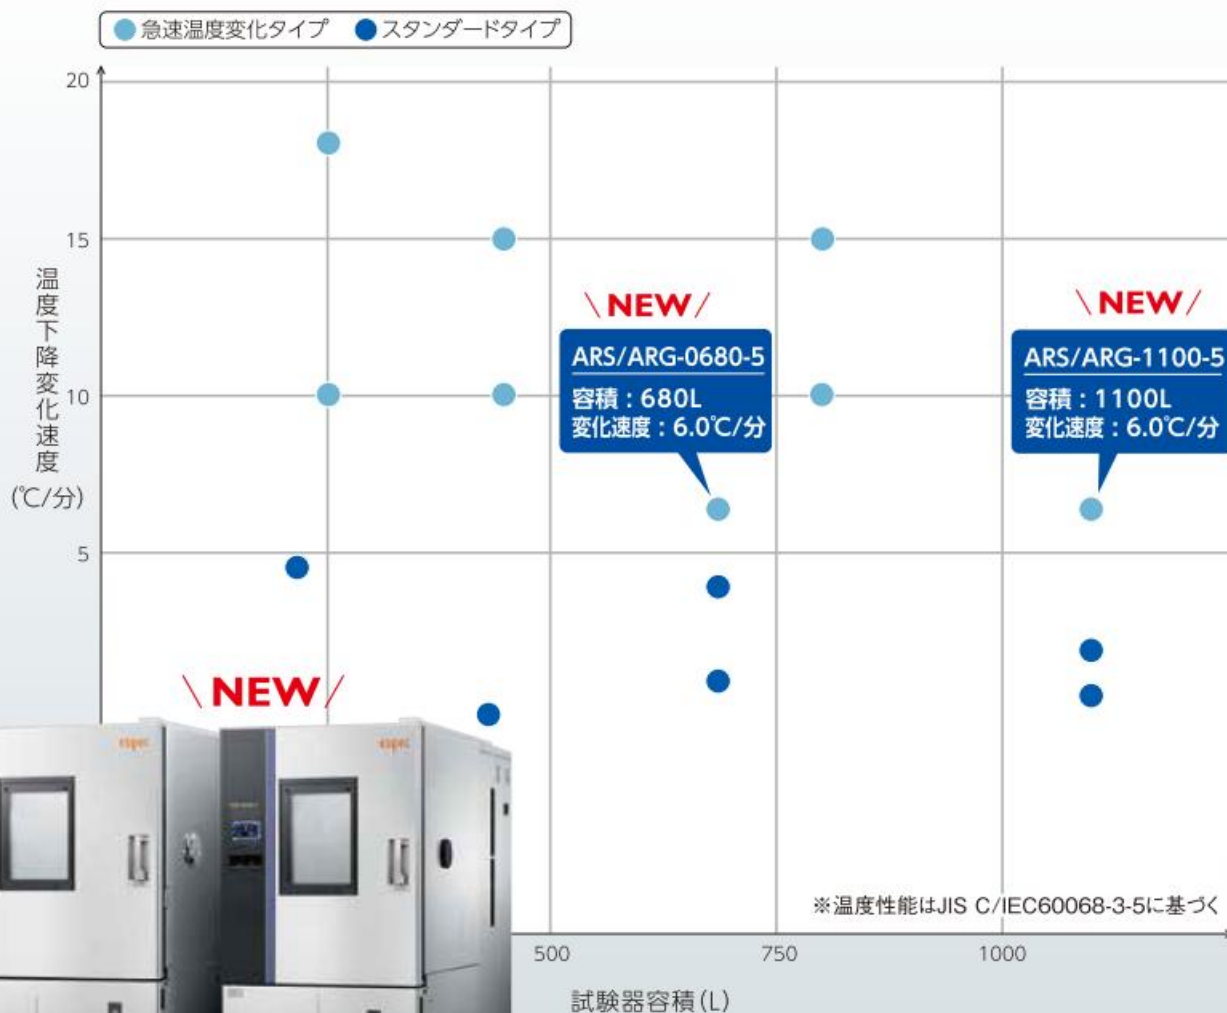 急速温度変化タイプ スタンダードタイプ
20
15
10
5
温度下降変化速度
(℃/分)
NEW
ARS/ARG-0680-5
容積：680L
変化速度：6.0℃/分
NEW
ARS/ARG-1100-5
容積：1100L
変化速度：6.0℃/分
NEW
espec
espec
※温度性能はJIS C/IEC60068-3-5に基づく
500 750 1000
試験器容積(L)